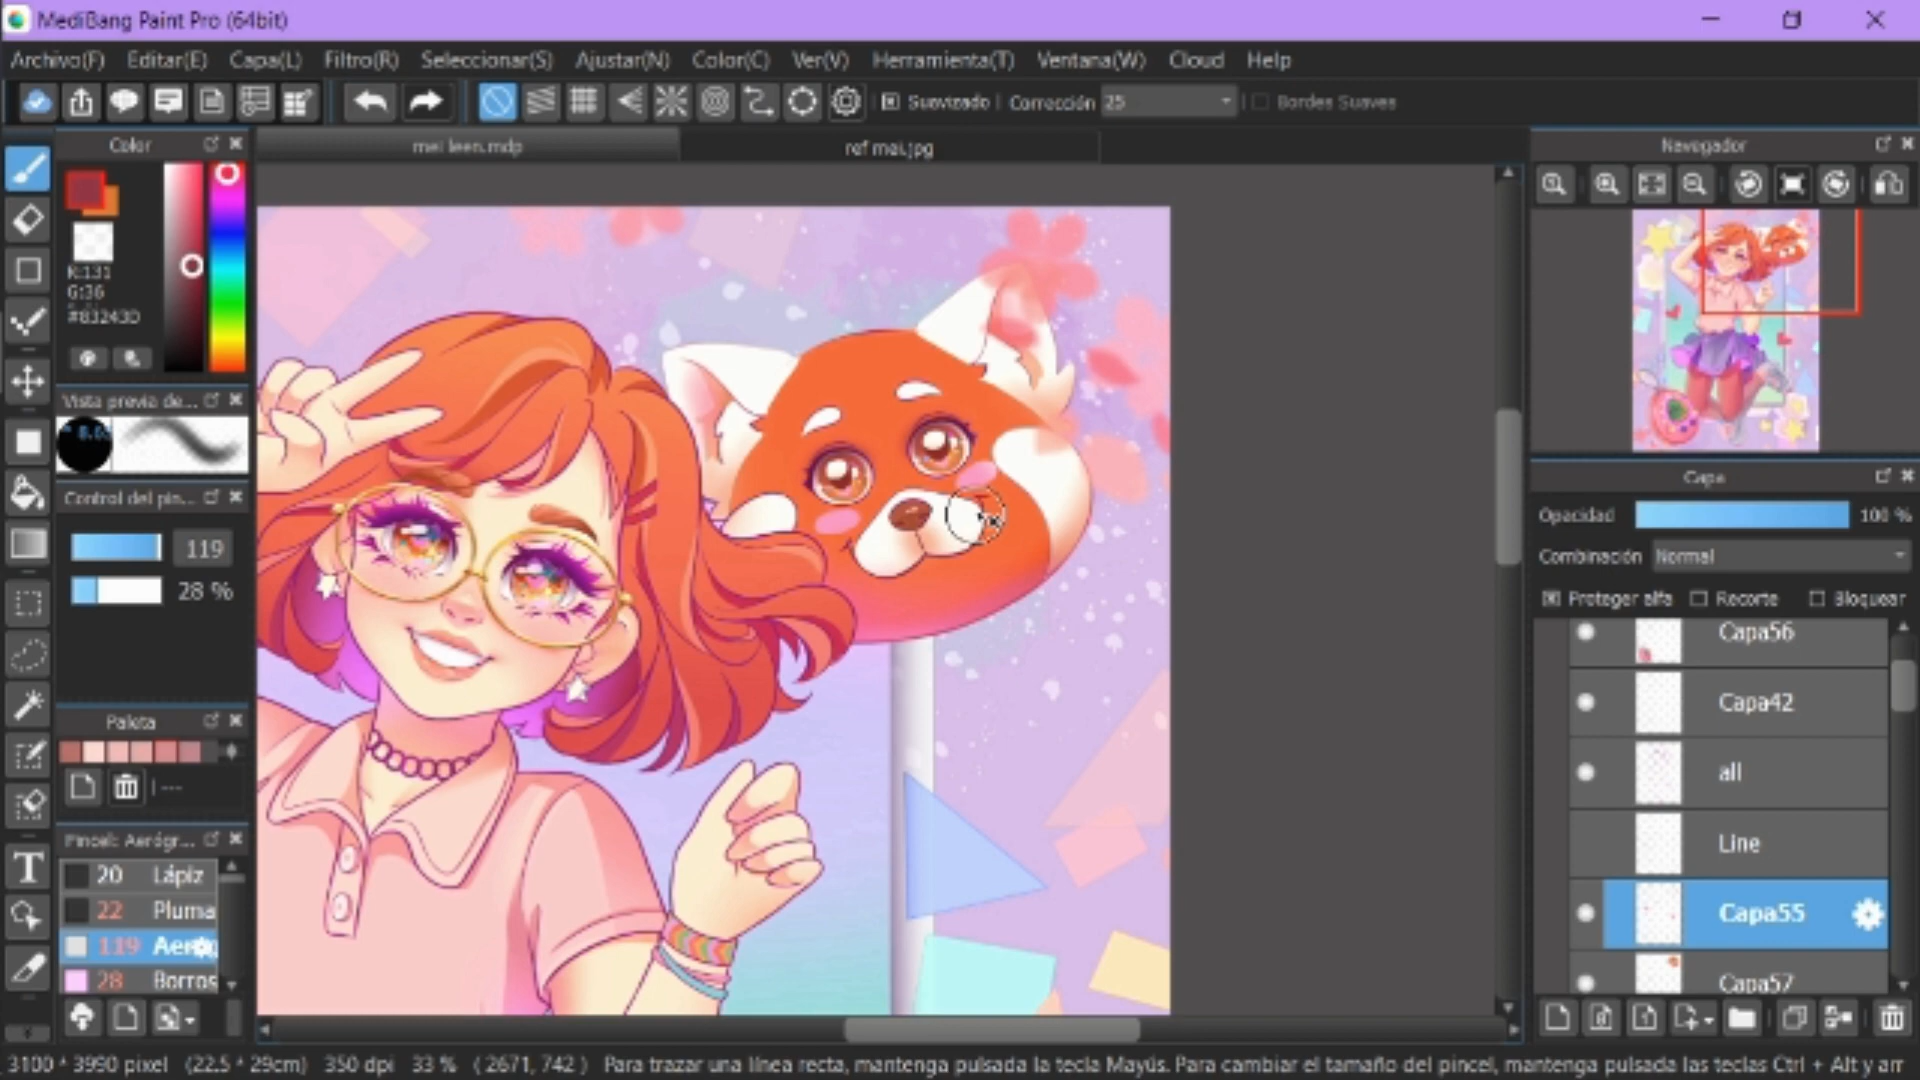 MediBang Paint Pro (64bit)
Archivo(F) Editar(E) Capa(L) Filtro(R) Seleccionar(S) Ajustar(N) Color(C) Ver(V) Herramienta(T) Ventana(W) Cloud Help
Suavizado Corrección 25 Bordes Suaves
Color
mei leen.mdp
ref mei.jpg
Navegador
R:131
G:36
#83243D
Vista previa de...
Control del pin...
119
28 %
Paleta
---
Pincel: Aerógr...
20 Lápiz
22 Pluma
119
28 Borros
Capa
Opacidad 100 %
Combinación Normal
Proteger alfa Recorte Bloquear
Capa56
Capa42
all
Line
Capa55
Capa57
3100 * 3990 pixel (22.5 * 29cm) 350 dpi 33 % ( 2671, 742 ) Para trazar una línea recta, mantenga pulsada la tecla Mayús. Para cambiar el tamaño del pincel, mantenga pulsada las teclas Ctrl + Alt y arr